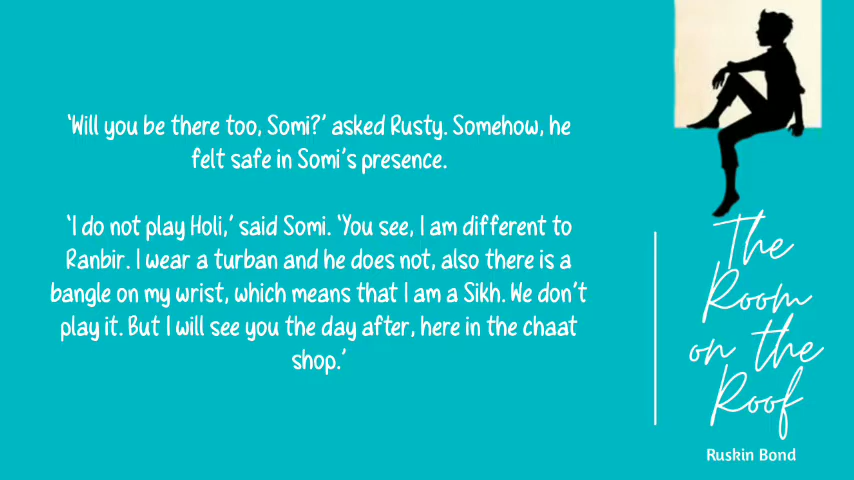 ‘Will you be there too, Somi?’ asked Rusty. Somehow, he
felt safe in Somi’s presence.
‘I do not play Holi,’ said Somi. ‘You see, I am different to
Ranbir. I wear a turban and he does not, also there is a
bangle on my wrist, which means that I am a Sikh. We don’t
play it. But I will see you the day after, here in the chaat
shop.’
The
Room
on the
Roof
Ruskin Bond